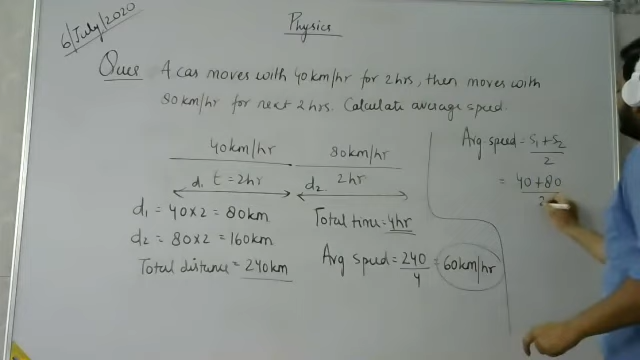 6/July/2020
Physics
Ques A car moves with 40km/hr for 2hrs, then moves with
80km/hr for next 2hrs. Calculate average speed.
40km/hr 80km/hr
d1 t = 2hr d2 2hr
d1 = 40×2 = 80km
d2 = 80×2 = 160km
Total distance = 240km
Total time = 4hr
Avg speed = 240/4 = 60km/hr
Avg speed = S1+S2/2
= 40+80/2